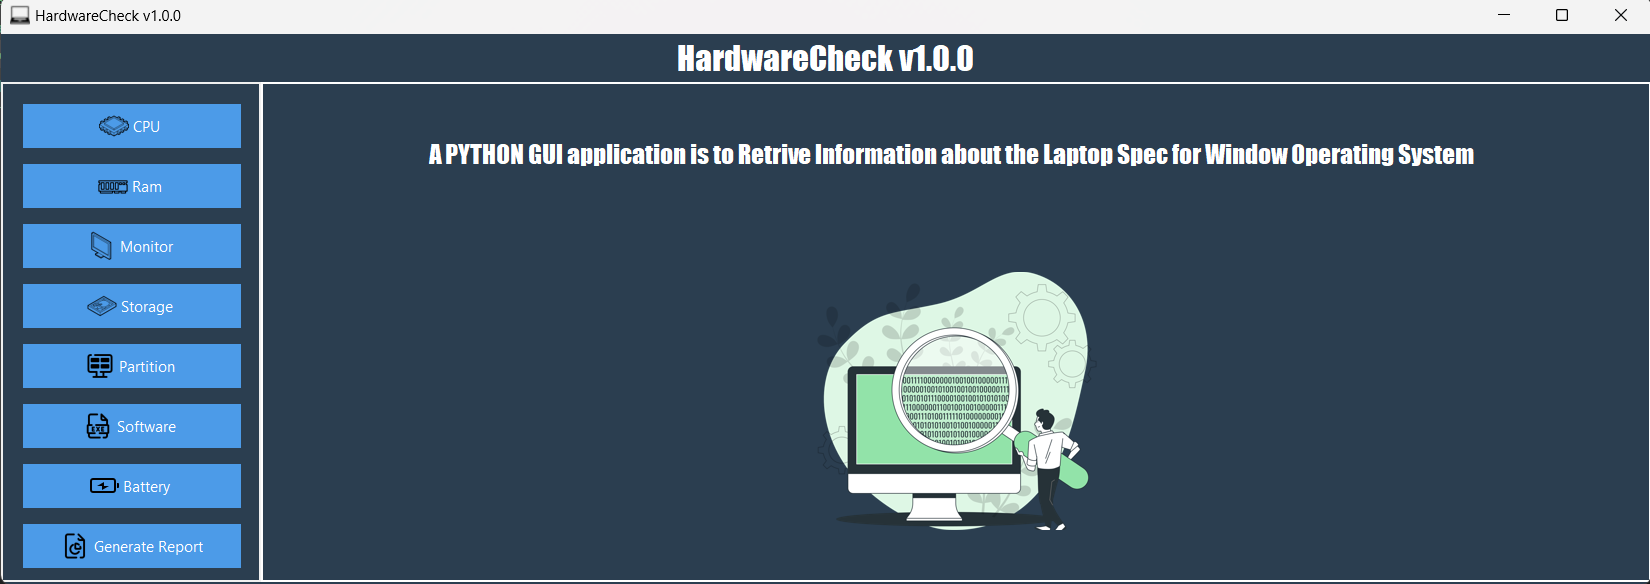 HardwareCheck v1.0.0
HardwareCheck v1.0.0
CPU
Ram
Monitor
Storage
Partition
Software
Battery
Generate Report
A PYTHON GUI application is to Retrive Information about the Laptop Spec for Window Operating System
EXE